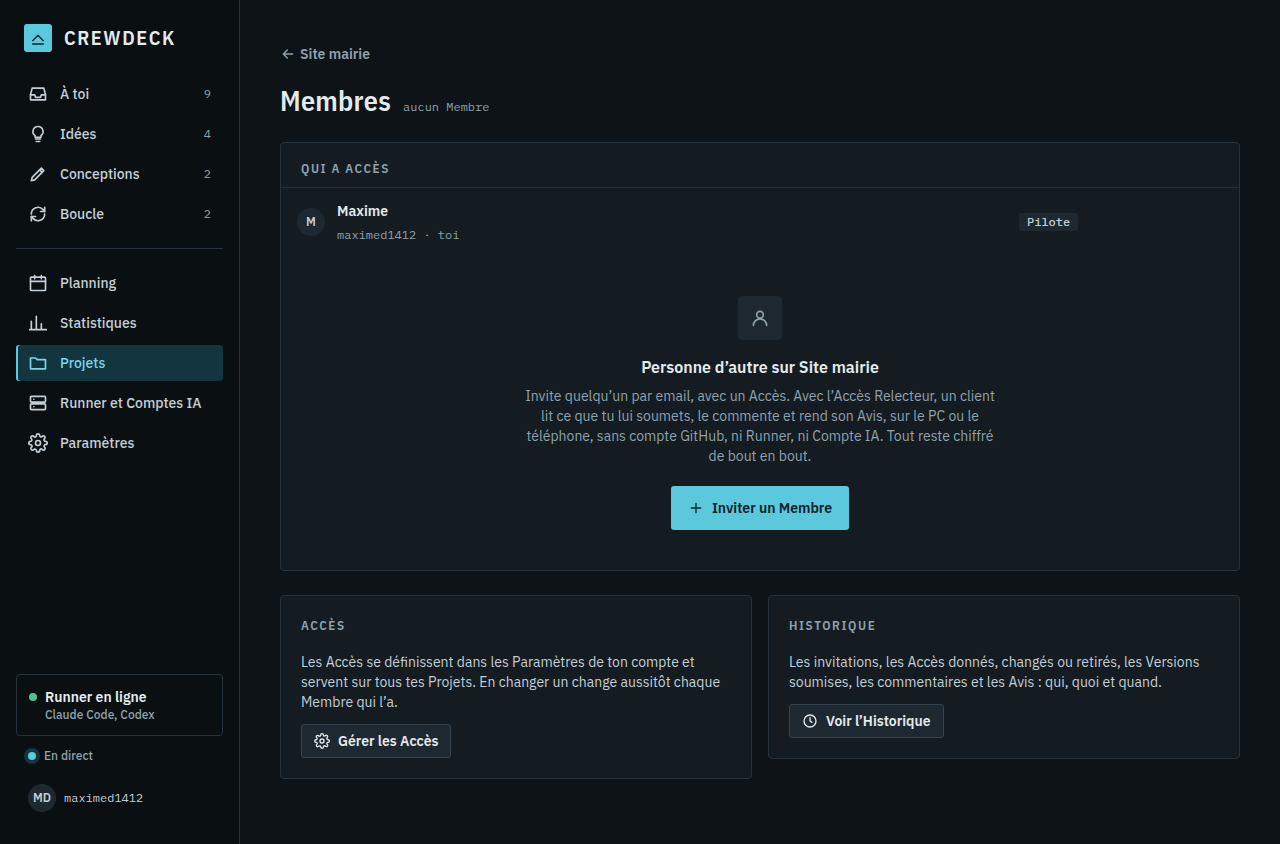 CREWDECK
À toi 9
Idées 4
Conceptions 2
Boucle 2
Planning
Statistiques
Projets
Runner et Comptes IA
Paramètres
Runner en ligne
Claude Code, Codex
En direct
MD maximed1412
← Site mairie
Membres aucun Membre
QUI A ACCÈS
M Maxime
maximed1412 · toi
Pilote
Personne d’autre sur Site mairie
Invite quelqu’un par email, avec un Accès. Avec l’Accès Relecteur, un client
lit ce que tu lui soumets, le commente et rend son Avis, sur le PC ou le
téléphone, sans compte GitHub, ni Runner, ni Compte IA. Tout reste chiffré
de bout en bout.
+ Inviter un Membre
ACCÈS
Les Accès se définissent dans les Paramètres de ton compte et
servent sur tous tes Projets. En changer un change aussitôt chaque
Membre qui l’a.
Gérer les Accès
HISTORIQUE
Les invitations, les Accès donnés, changés ou retirés, les Versions
soumises, les commentaires et les Avis : qui, quoi et quand.
Voir l’Historique